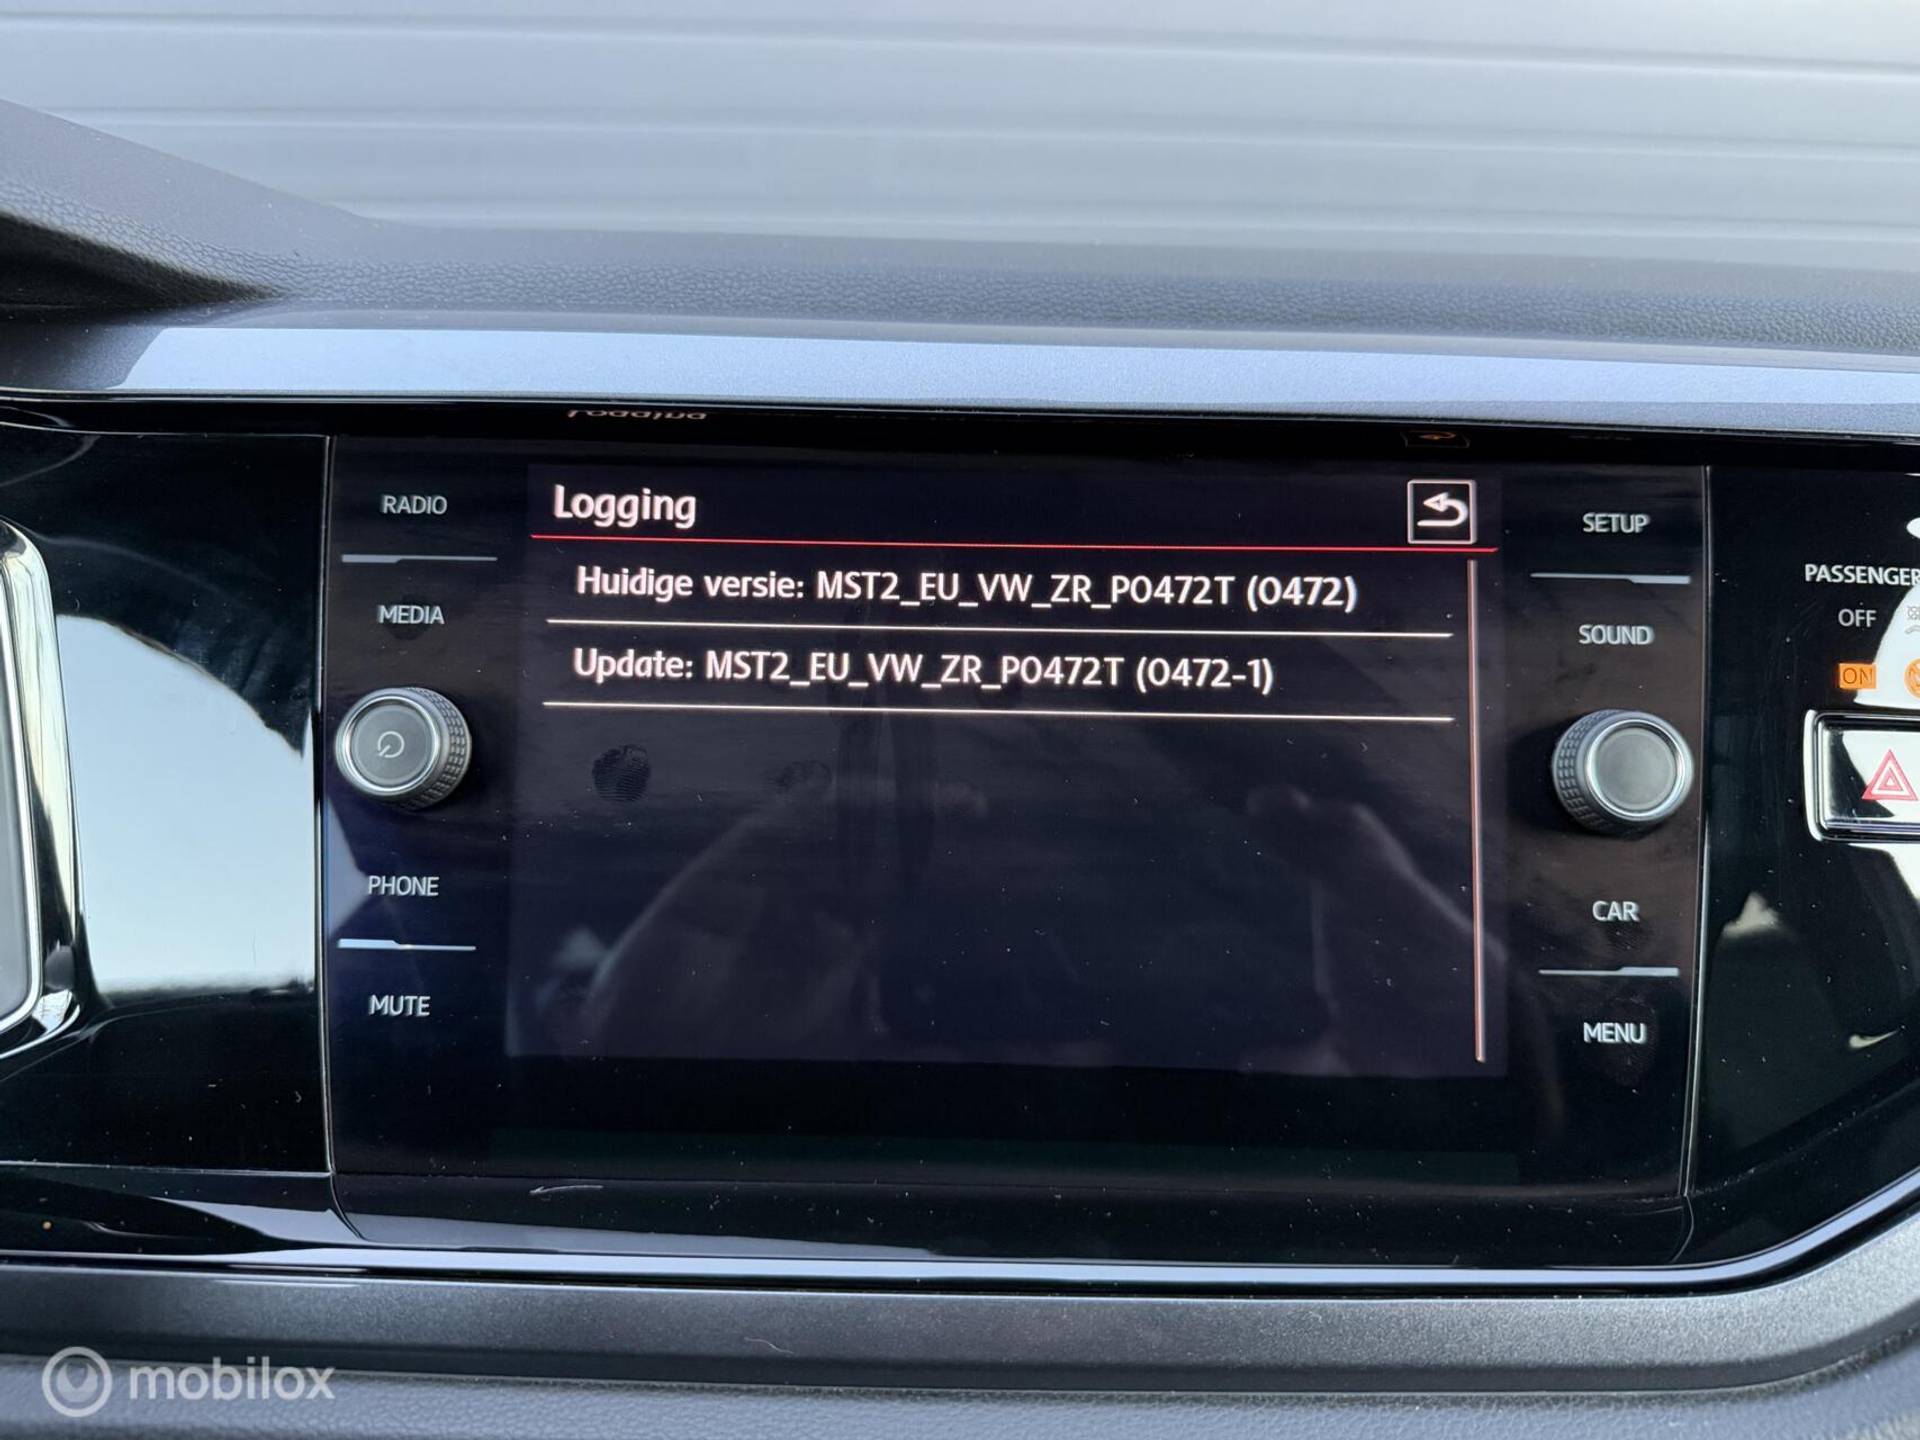 RADIO
MEDIA
PHONE
MUTE
Logging
Huidige versie: MST2_EU_VW_ZR_P0472T (0472)
Update: MST2_EU_VW_ZR_P0472T (0472-1)
SETUP
SOUND
CAR
MENU
PASSENGER
OFF
ON
mobilox